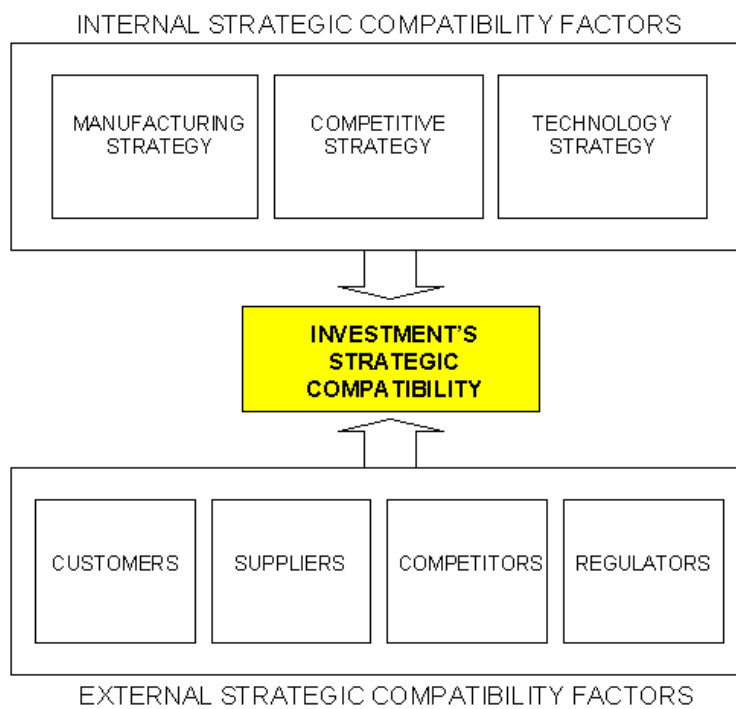 INTERNAL STRATEGIC COMPATIBILITY FACTORS
MANUFACTURING
STRATEGY
COMPETITIVE
STRATEGY
TECHNOLOGY
STRATEGY
INVESTMENT'S
STRATEGIC
COMPATIBILITY
CUSTOMERS
SUPPLIERS
COMPETITORS
REGULATORS
EXTERNAL STRATEGIC COMPATIBILITY FACTORS